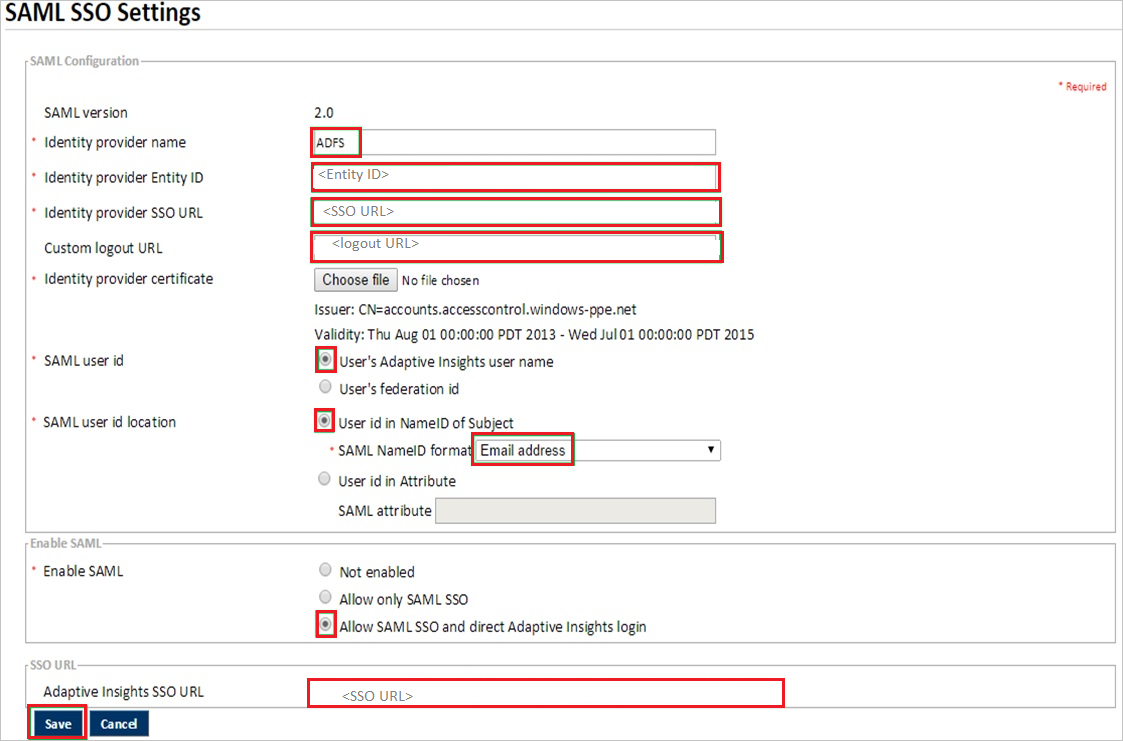 SAML SSO Settings
SAML Configuration
* Required
SAML version 2.0
* Identity provider name ADFS
* Identity provider Entity ID <Entity ID>
* Identity provider SSO URL <SSO URL>
Custom logout URL <logout URL>
* Identity provider certificate Choose file No file chosen
Issuer: CN=accounts.accesscontrol.windows-ppe.net
Validity: Thu Aug 01 00:00:00 PDT 2013 - Wed Jul 01 00:00:00 PDT 2015
* SAML user id User's Adaptive Insights user name
User's federation id
* SAML user id location User id in NameID of Subject
* SAML NameID format Email address
User id in Attribute
SAML attribute
Enable SAML
* Enable SAML Not enabled
Allow only SAML SSO
Allow SAML SSO and direct Adaptive Insights login
SSO URL
Adaptive Insights SSO URL <SSO URL>
Save Cancel